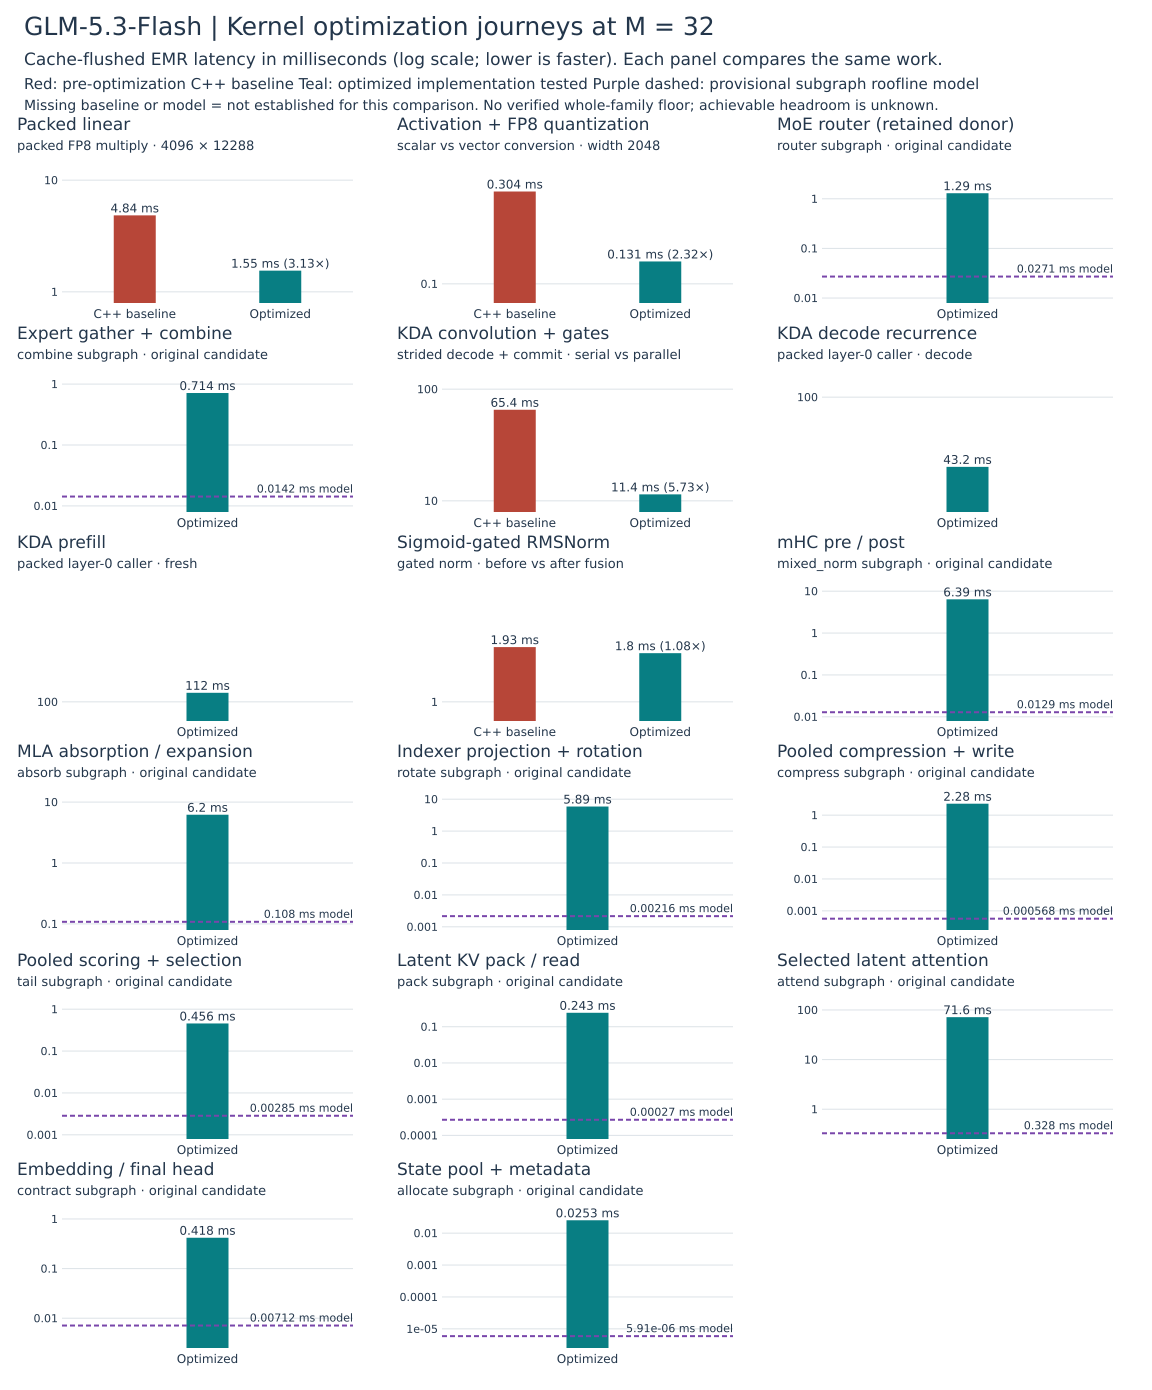 GLM-5.3-Flash | Kernel optimization journeys at M = 32
Cache-flushed EMR latency in milliseconds (log scale; lower is faster). Each panel compares the same work.
Red: pre-optimization C++ baseline Teal: optimized implementation tested Purple dashed: provisional subgraph roofline model
Missing baseline or model = not established for this comparison. No verified whole-family floor; achievable headroom is unknown.
Packed linear
packed FP8 multiply · 4096 × 12288
10
4.84 ms
1.55 ms (3.13×)
1
C++ baseline
Optimized
Activation + FP8 quantization
scalar vs vector conversion · width 2048
0.304 ms
0.131 ms (2.32×)
0.1
C++ baseline
Optimized
MoE router (retained donor)
router subgraph · original candidate
1.29 ms
1
0.1
0.0271 ms model
0.01
Optimized
Expert gather + combine
combine subgraph · original candidate
1
0.714 ms
0.1
0.0142 ms model
0.01
Optimized
KDA convolution + gates
strided decode + commit · serial vs parallel
100
65.4 ms
11.4 ms (5.73×)
10
C++ baseline
Optimized
KDA decode recurrence
packed layer-0 caller · decode
100
43.2 ms
Optimized
KDA prefill
packed layer-0 caller · fresh
112 ms
100
Optimized
Sigmoid-gated RMSNorm
gated norm · before vs after fusion
1.93 ms
1.8 ms (1.08×)
1
C++ baseline
Optimized
mHC pre / post
mixed_norm subgraph · original candidate
10
6.39 ms
1
0.1
0.0129 ms model
0.01
Optimized
MLA absorption / expansion
absorb subgraph · original candidate
10
6.2 ms
1
0.108 ms model
0.1
Optimized
Indexer projection + rotation
rotate subgraph · original candidate
10
5.89 ms
1
0.1
0.01
0.00216 ms model
0.001
Optimized
Pooled compression + write
compress subgraph · original candidate
2.28 ms
1
0.1
0.01
0.001
0.000568 ms model
Optimized
Pooled scoring + selection
tail subgraph · original candidate
1
0.456 ms
0.1
0.01
0.00285 ms model
0.001
Optimized
Latent KV pack / read
pack subgraph · original candidate
0.243 ms
0.1
0.01
0.001
0.00027 ms model
0.0001
Optimized
Selected latent attention
attend subgraph · original candidate
100
71.6 ms
10
1
0.328 ms model
Optimized
Embedding / final head
contract subgraph · original candidate
1
0.418 ms
0.1
0.01
0.00712 ms model
Optimized
State pool + metadata
allocate subgraph · original candidate
0.0253 ms
0.01
0.001
0.0001
1e-05
5.91e-06 ms model
Optimized